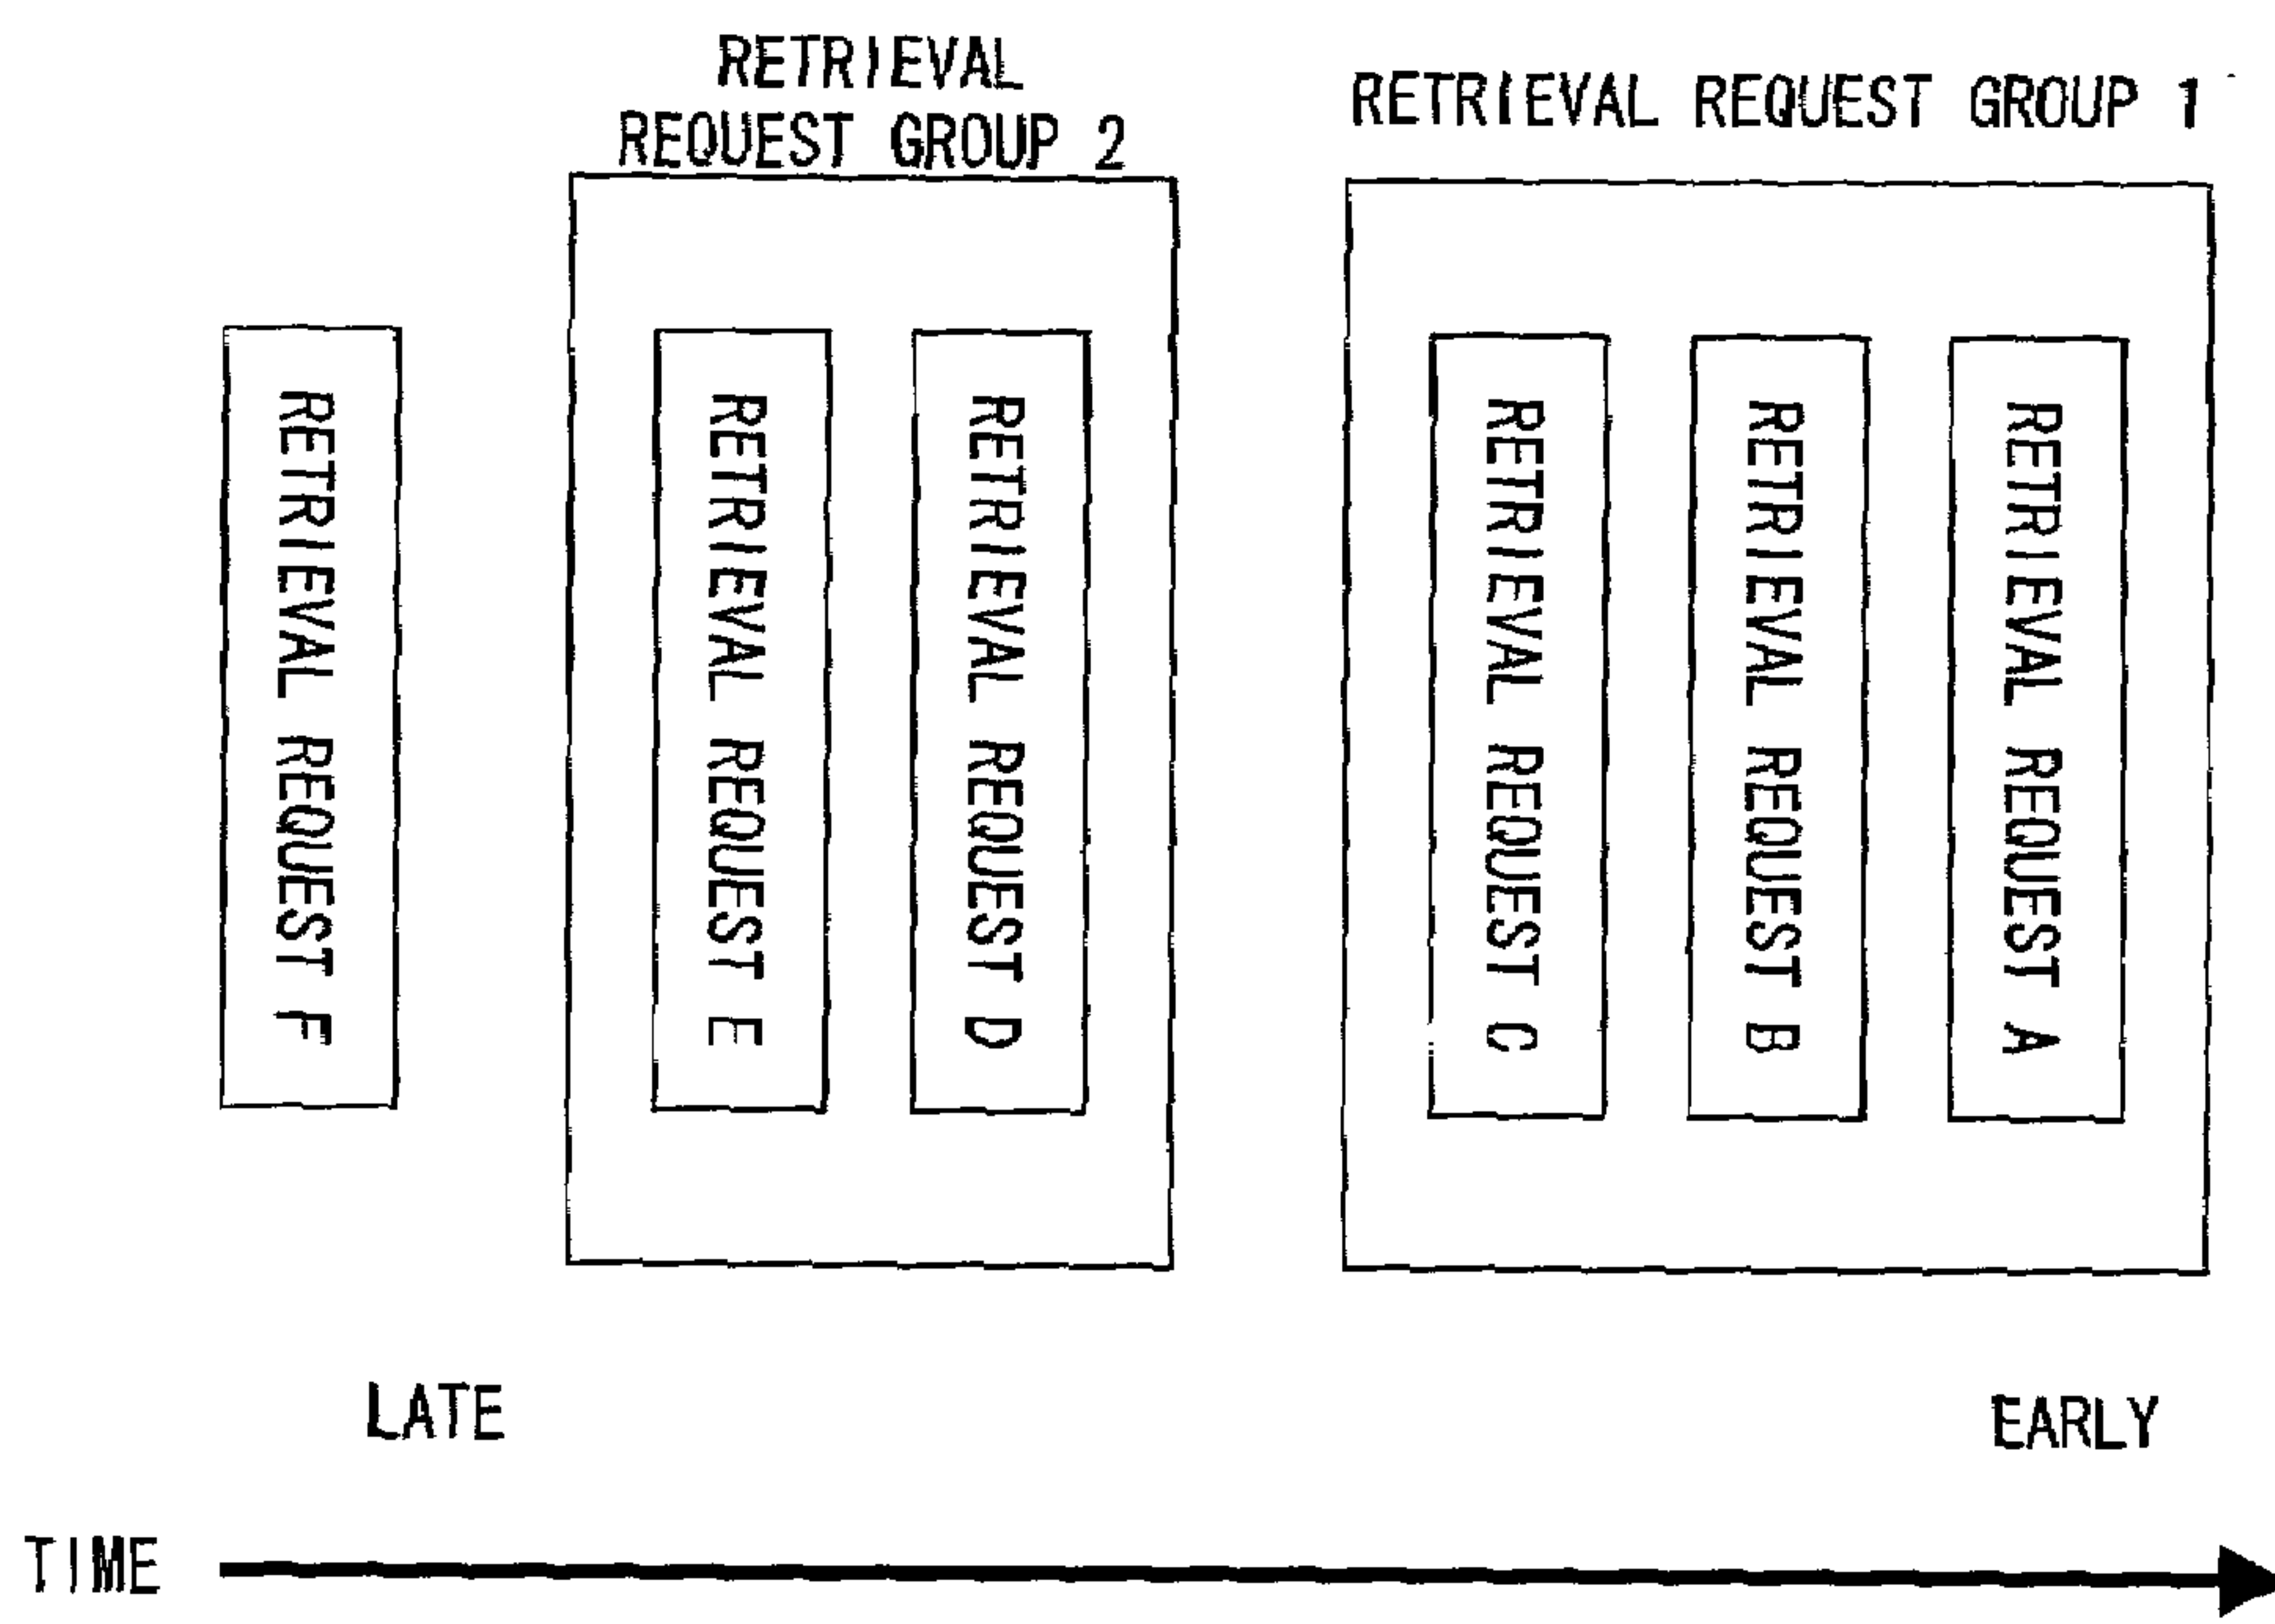 RETRIEVAL
REQUEST GROUP 2
RETRIEVAL REQUEST GROUP 1
RETRIEVAL REQUEST F
RETRIEVAL REQUEST E
RETRIEVAL REQUEST D
RETRIEVAL REQUEST C
RETRIEVAL REQUEST B
RETRIEVAL REQUEST A
LATE
EARLY
TIME